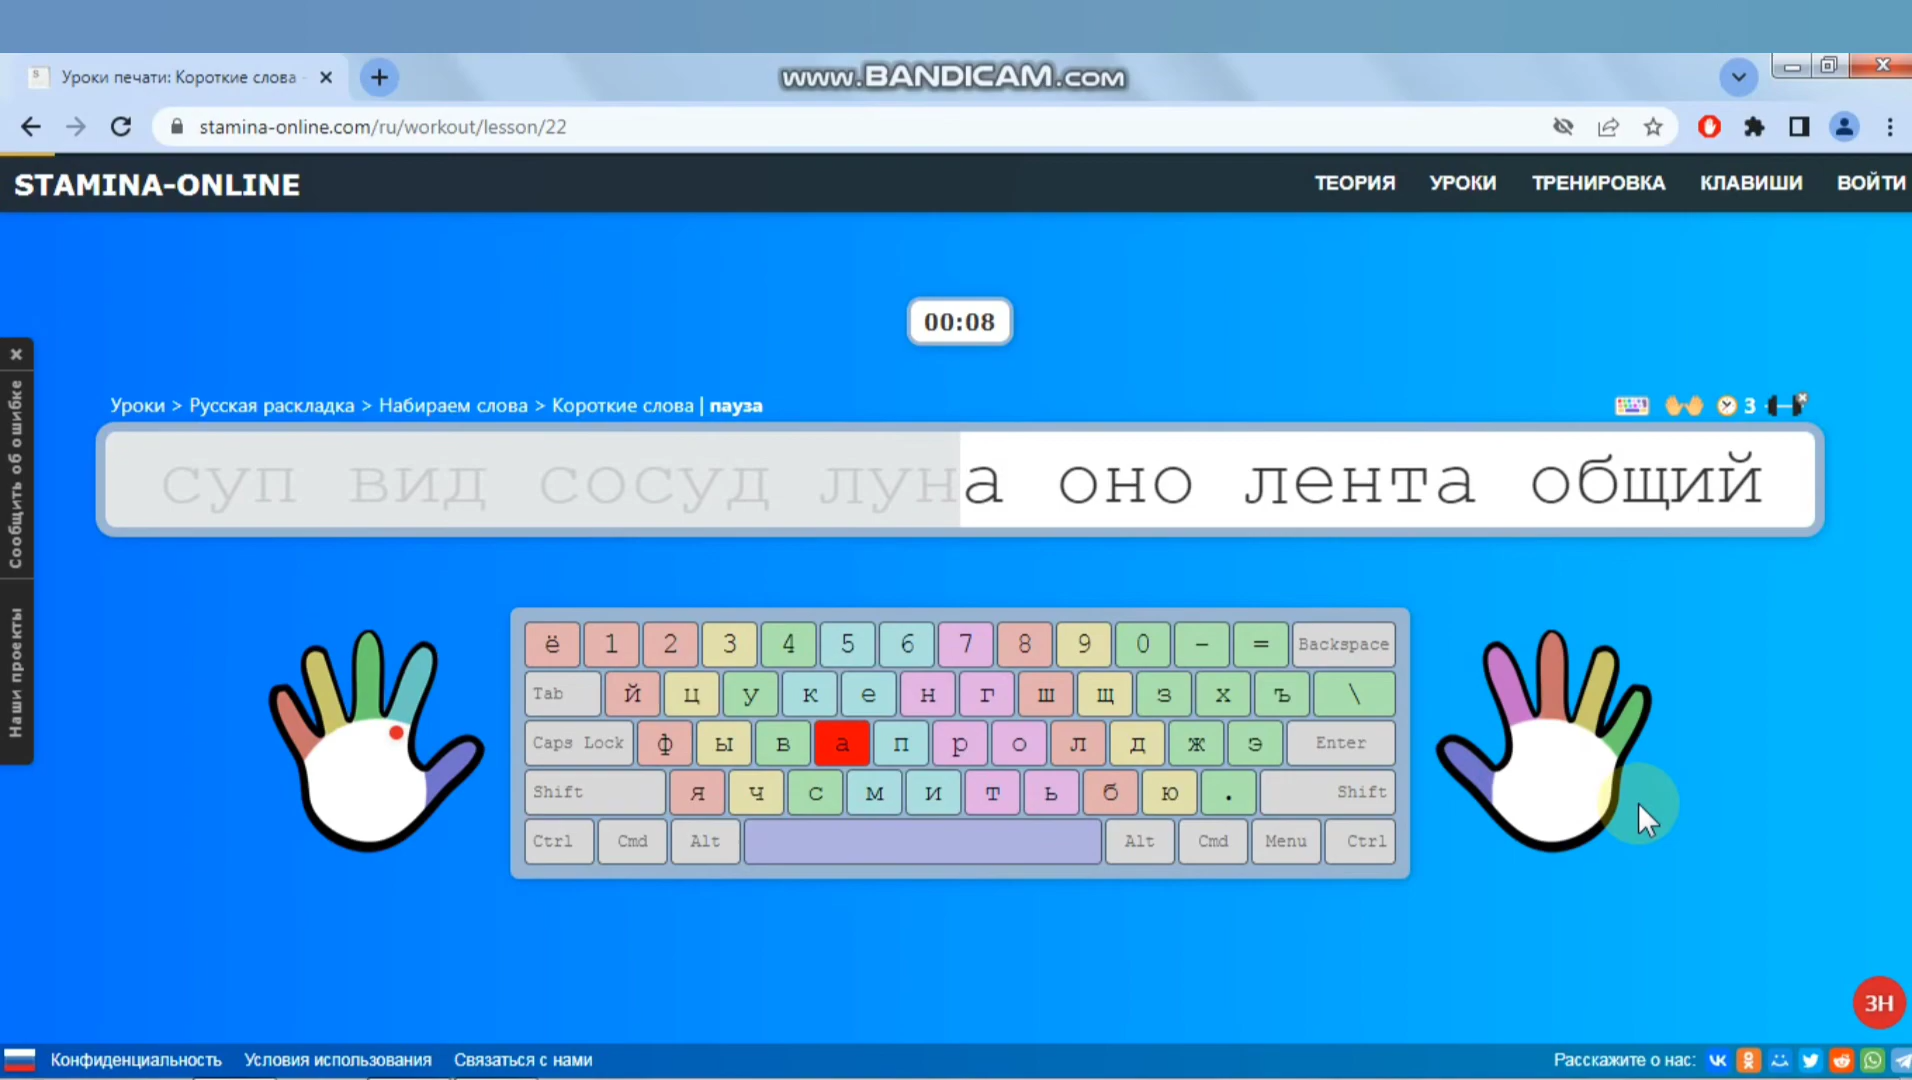 Уроки печати: Короткие слова
www.BANDICAM.com
stamina-online.com/ru/workout/lesson/22
STAMINA-ONLINE
ТЕОРИЯ УРОКИ ТРЕНИРОВКА КЛАВИШИ ВОЙТИ
00:08
Сообщить об ошибке
Наши проекты
Уроки > Русская раскладка > Набираем слова > Короткие слова | пауза
3
суп вид сосуд луна оно лента общий
ё 1 2 3 4 5 6 7 8 9 0 - = Backspace
Tab й ц у к е н г ш щ з х ъ \
Caps Lock ф ы в а п р о л д ж э Enter
Shift я ч с м и т ь б ю . Shift
Ctrl Cmd Alt Alt Cmd Menu Ctrl
ЗН
Конфиденциальность Условия использования Связаться с нами
Расскажите о нас: